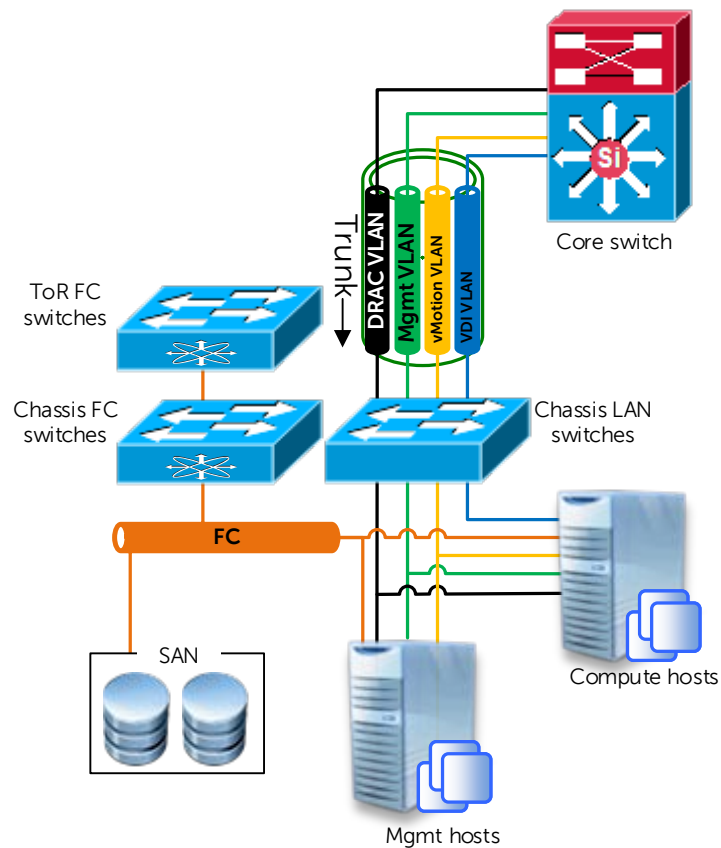 Si
Core switch
Trunk
DRAC VLAN
Mgmt VLAN
vMotion VLAN
VDI VLAN
ToR FC
switches
Chassis FC
switches
Chassis LAN
switches
FC
SAN
Compute hosts
Mgmt hosts